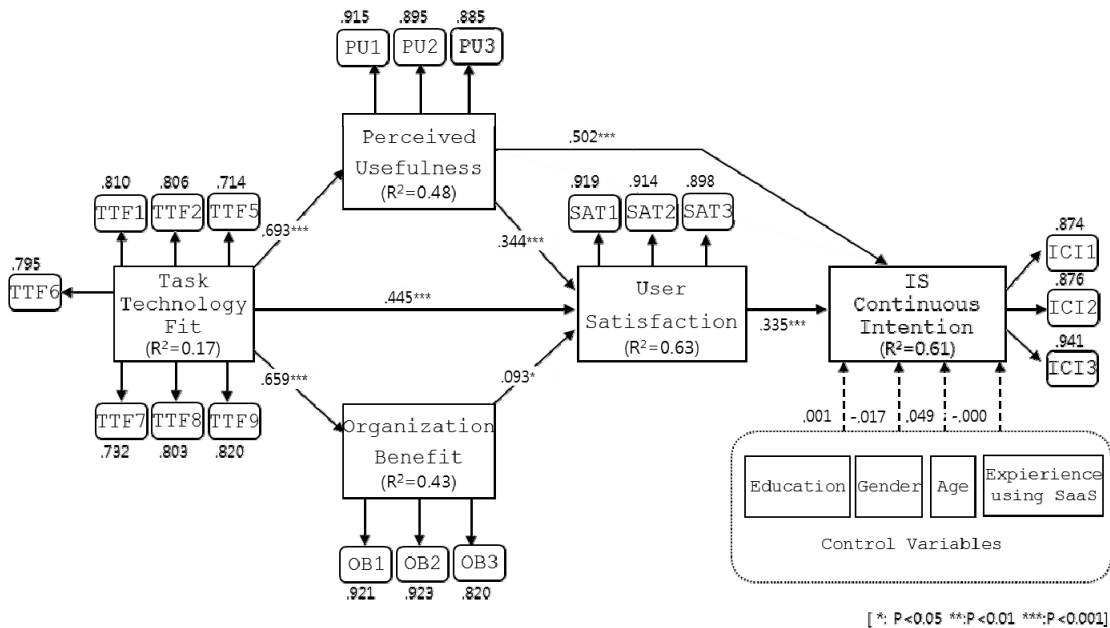 .915 .895 .885
PU1 PU2 PU3
Perceived
Usefulness
(R²=0.48)
.502***
.810 .806 .714
TTF1 TTF2 TTF5
.693***
.344***
.919 .914 .898
SAT1 SAT2 SAT3
.795
TTF6
Task
Technology
Fit
(R²=0.17)
.445***
User
Satisfaction
(R²=0.63)
.335***
IS
Continuous
Intention
(R²=0.61)
.874
ICI1
.876
ICI2
.941
ICI3
.659***
.093*
TTF7 TTF8 TTF9
.732 .803 .820
Organization
Benefit
(R²=0.43)
OB1 OB2 OB3
.921 .923 .820
.001 -.017 .049 -.000
Education Gender Age Expierience
using SaaS
Control Variables
[ *: P<0.05 **:P<0.01 ***:P<0.001]